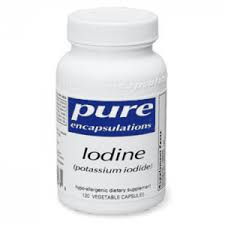 pure
encapsulations
Iodine
(potassium iodide)
hypo-allergenic dietary supplement
120 VEGETABLE CAPSULES